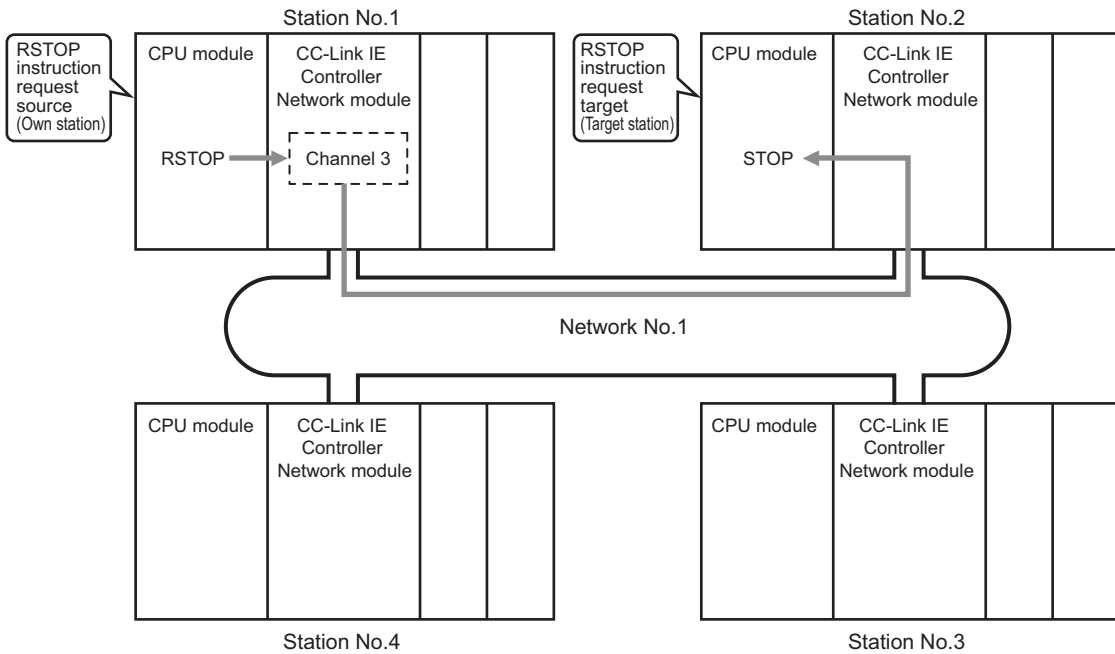 Station No.1
Station No.2
RSTOP
instruction
request
source
(Own station)
CPU module
CC-Link IE
Controller
Network module
RSTOP
Channel 3
RSTOP
instruction
request
target
(Target station)
CPU module
CC-Link IE
Controller
Network module
STOP
Network No.1
CPU module
CC-Link IE
Controller
Network module
CPU module
CC-Link IE
Controller
Network module
Station No.4
Station No.3